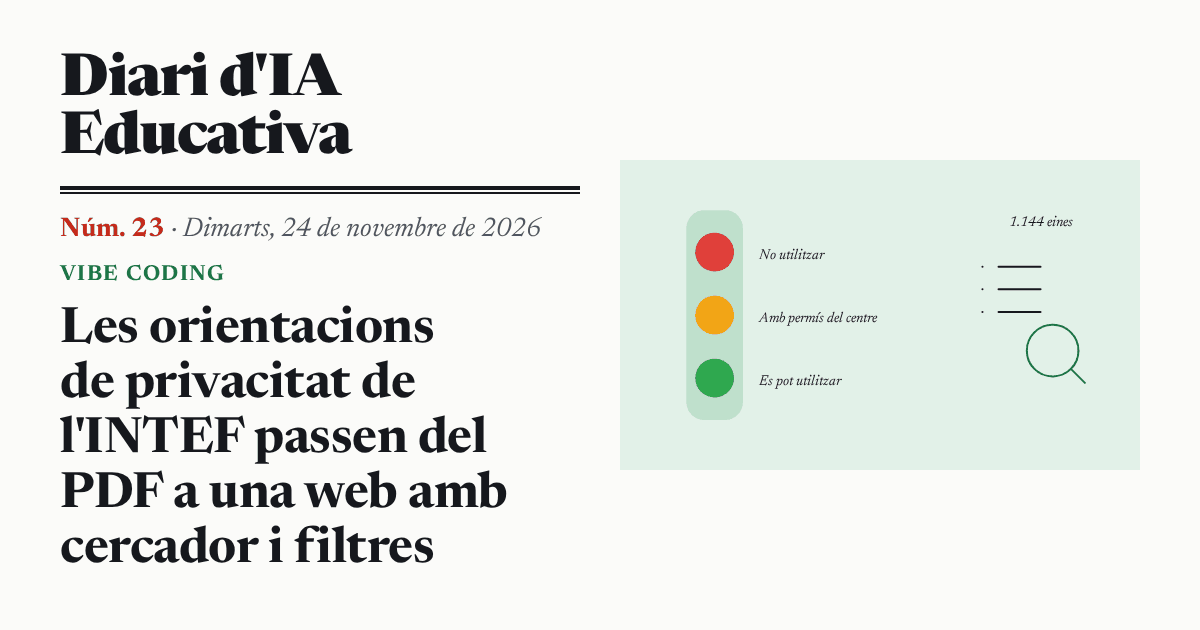 Diari d'IA
Educativa
Núm. 23 · Dimarts, 24 de novembre de 2026
VIBE CODING
Les orientacions
de privacitat de
l'INTEF passen del
PDF a una web amb
cercador i filtres
1.144 eines
No utilitzar
Amb permís del centre
Es pot utilitzar